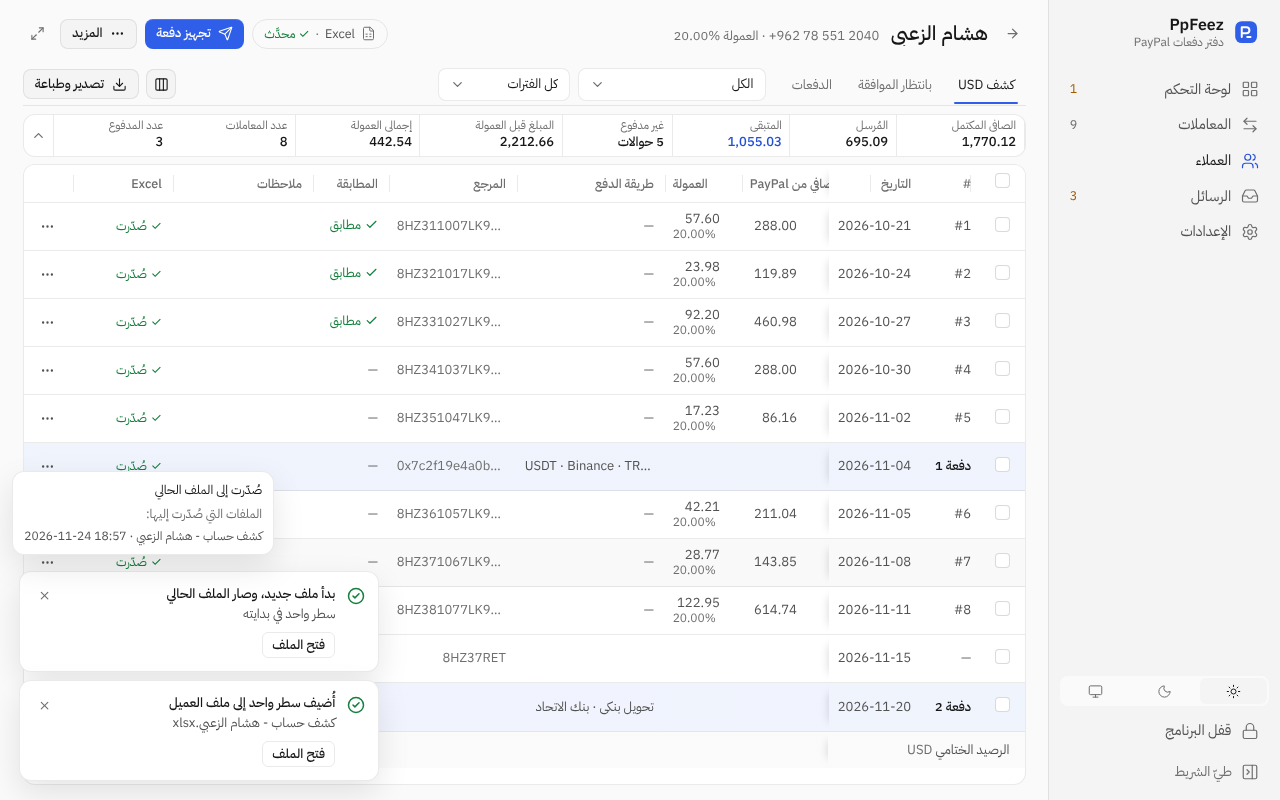 PpFeez
دفتر دفعات PayPal
لوحة التحكم 1
المعاملات 9
العملاء
الرسائل 3
الإعدادات
قفل البرنامج
طيّ الشريط
هشام الزعبي
+962 78 551 2040 · العمولة 20.00%
Excel · محدَّث
تجهيز دفعة
المزيد
كشف USD
بانتظار الموافقة
الدفعات
الكل
كل الفترات
تصدير وطباعة
الصافي المكتمل 1,770.12
المُرسل 695.09
المتبقي 1,055.03
غير مدفوع 5 حوالات
المبلغ قبل العمولة 2,212.66
إجمالي العمولة 442.54
عدد المعاملات 8
عدد المدفوع 3
# التاريخ صافي من PayPal العمولة طريقة الدفع المرجع المطابقة ملاحظات Excel
#1 2026-10-21 288.00 57.60 20.00% — 8HZ311007LK9... مطابق صُدّرت
#2 2026-10-24 119.89 23.98 20.00% — 8HZ321017LK9... مطابق صُدّرت
#3 2026-10-27 460.98 92.20 20.00% — 8HZ331027LK9... مطابق صُدّرت
#4 2026-10-30 288.00 57.60 20.00% — 8HZ341037LK9... — صُدّرت
#5 2026-11-02 86.16 17.23 20.00% — 8HZ351047LK9... — صُدّرت
دفعة 1 2026-11-04 USDT · Binance · TR... 0x7c2f19e4a0b... — صُدّرت
#6 2026-11-05 211.04 42.21 20.00% — 8HZ361057LK9...
#7 2026-11-08 143.85 28.77 20.00% — 8HZ371067LK9... — صُدّرت
#8 2026-11-11 614.74 122.95 20.00% — 8HZ381077LK9...
— 2026-11-15 8HZ37RET
دفعة 2 2026-11-20 تحويل بنكي · بنك الاتحاد
الرصيد الختامي USD
صُدّرت إلى الملف الحالي
الملفات التي صُدّرت إليها:
كشف حساب - هشام الزعبي · 2026-11-24 18:57
بدأ ملف جديد، وصار الملف الحالي
سطر واحد في بدايته
فتح الملف
أُضيف سطر واحد إلى ملف العميل
كشف حساب - هشام الزعبي.xlsx
فتح الملف